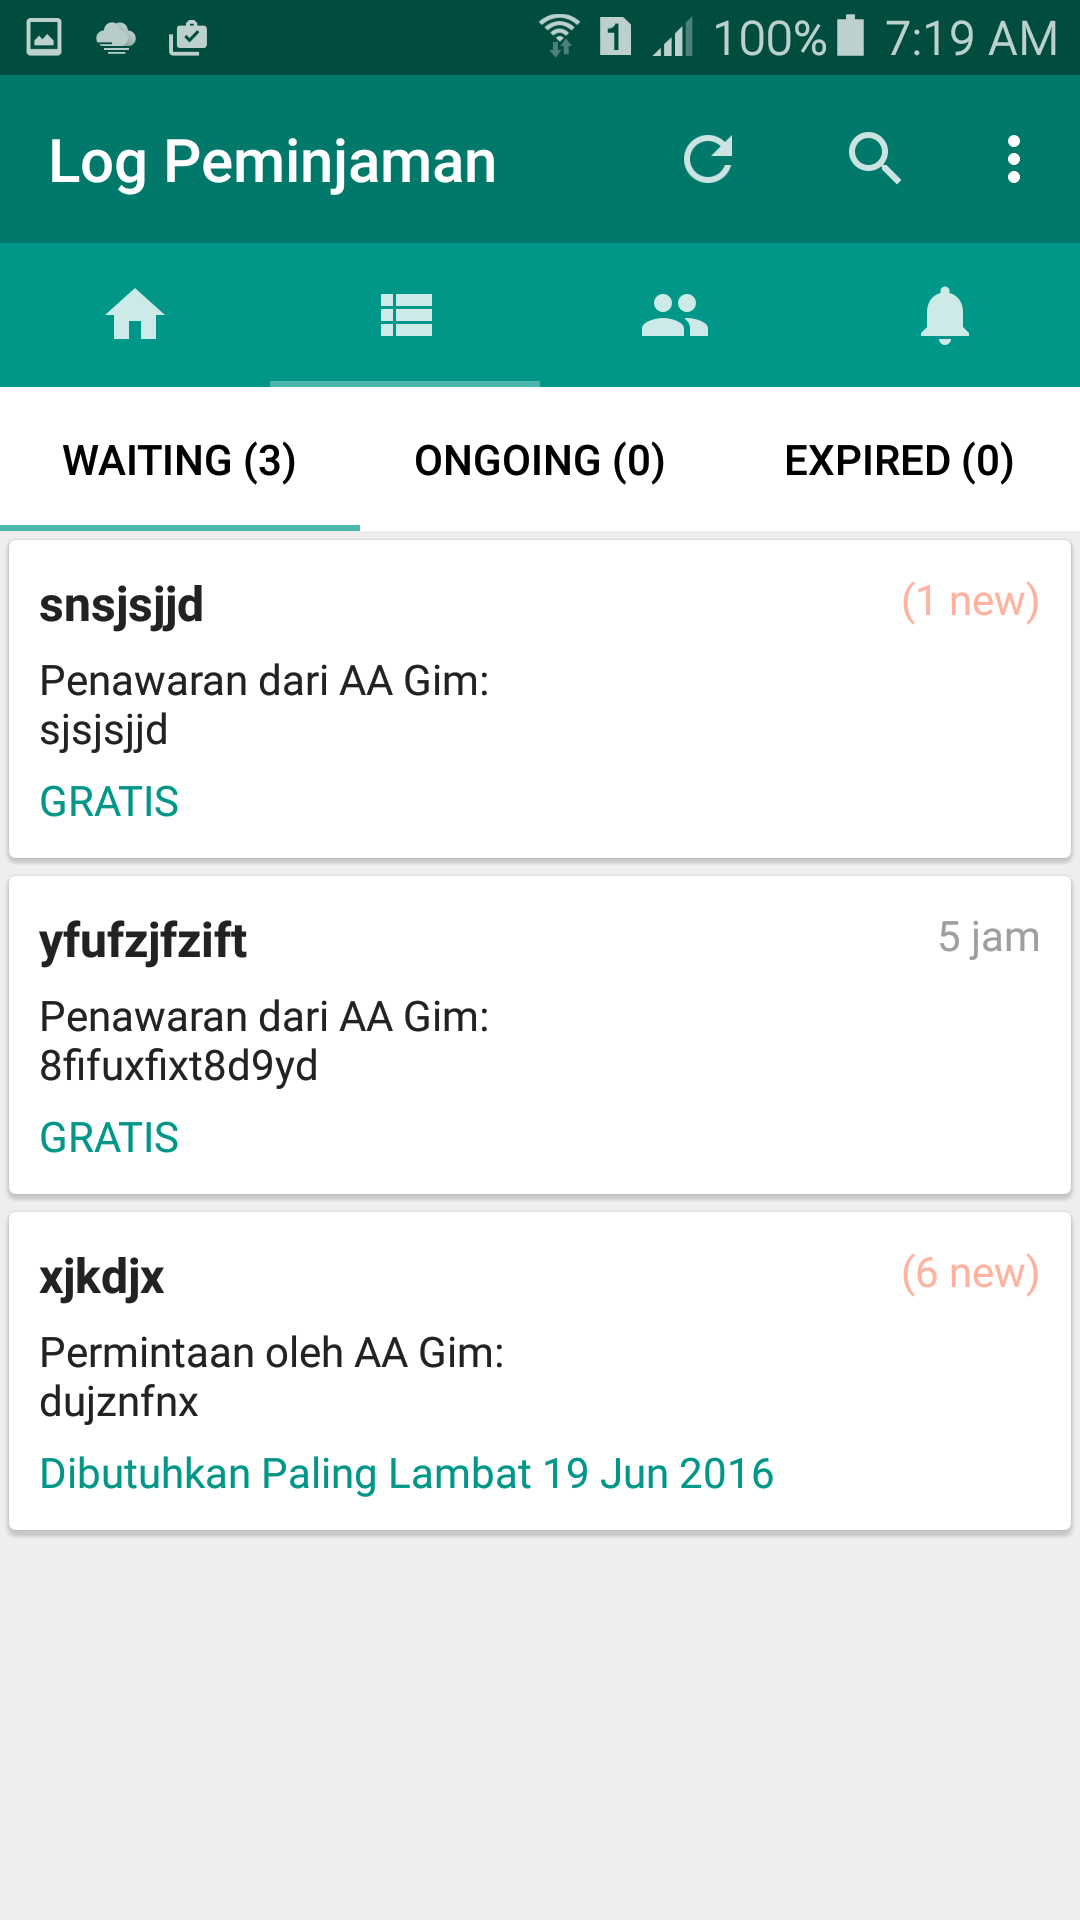 1 100% 7:19 AM
Log Peminjaman
WAITING (3) ONGOING (0) EXPIRED (0)
snsjsjjd (1 new)
Penawaran dari AA Gim:
sjsjsjjd
GRATIS
yfufzjfzift 5 jam
Penawaran dari AA Gim:
8fifuxfixt8d9yd
GRATIS
xjkdjx (6 new)
Permintaan oleh AA Gim:
dujznfnx
Dibutuhkan Paling Lambat 19 Jun 2016